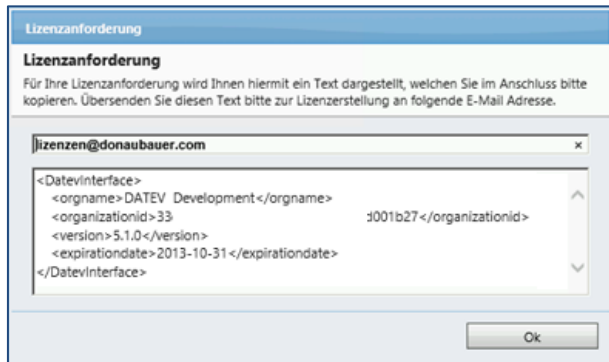 Lizenzanforderung
Lizenzanforderung
Für Ihre Lizenzanforderung wird Ihnen hiermit ein Text dargestellt, welchen Sie im Anschluss bitte
kopieren. Übersenden Sie diesen Text bitte zur Lizenzerstellung an folgende E-Mail Adresse.
lizenzen@donaubauer.com ×
<DatevInterface>
<orgname>DATEV Development</orgname>
<organizationid>33 d001b27</organizationid>
<version>5.1.0</version>
<expirationdate>2013-10-31</expirationdate>
</DatevInterface>
Ok